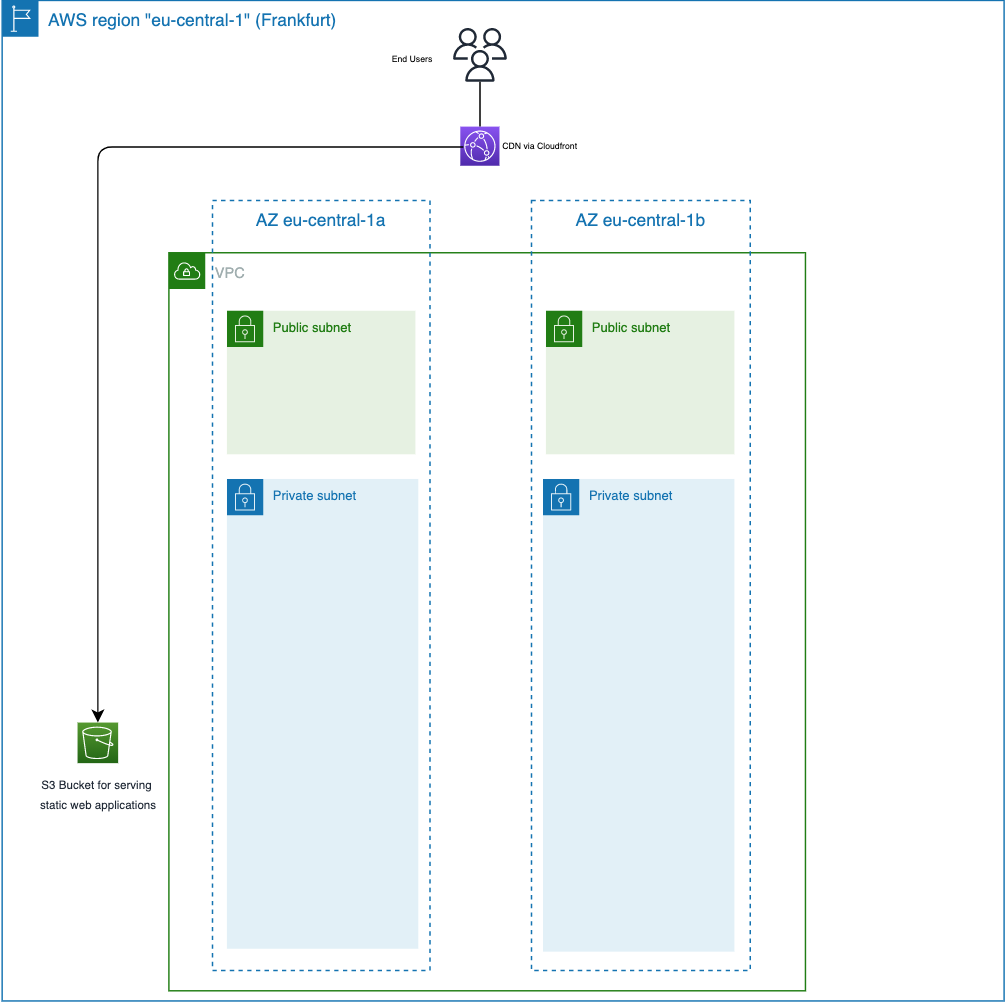 AWS region "eu-central-1" (Frankfurt)
End Users
CDN via Cloudfront
AZ eu-central-1a
AZ eu-central-1b
VPC
Public subnet
Public subnet
Private subnet
Private subnet
S3 Bucket for serving
static web applications